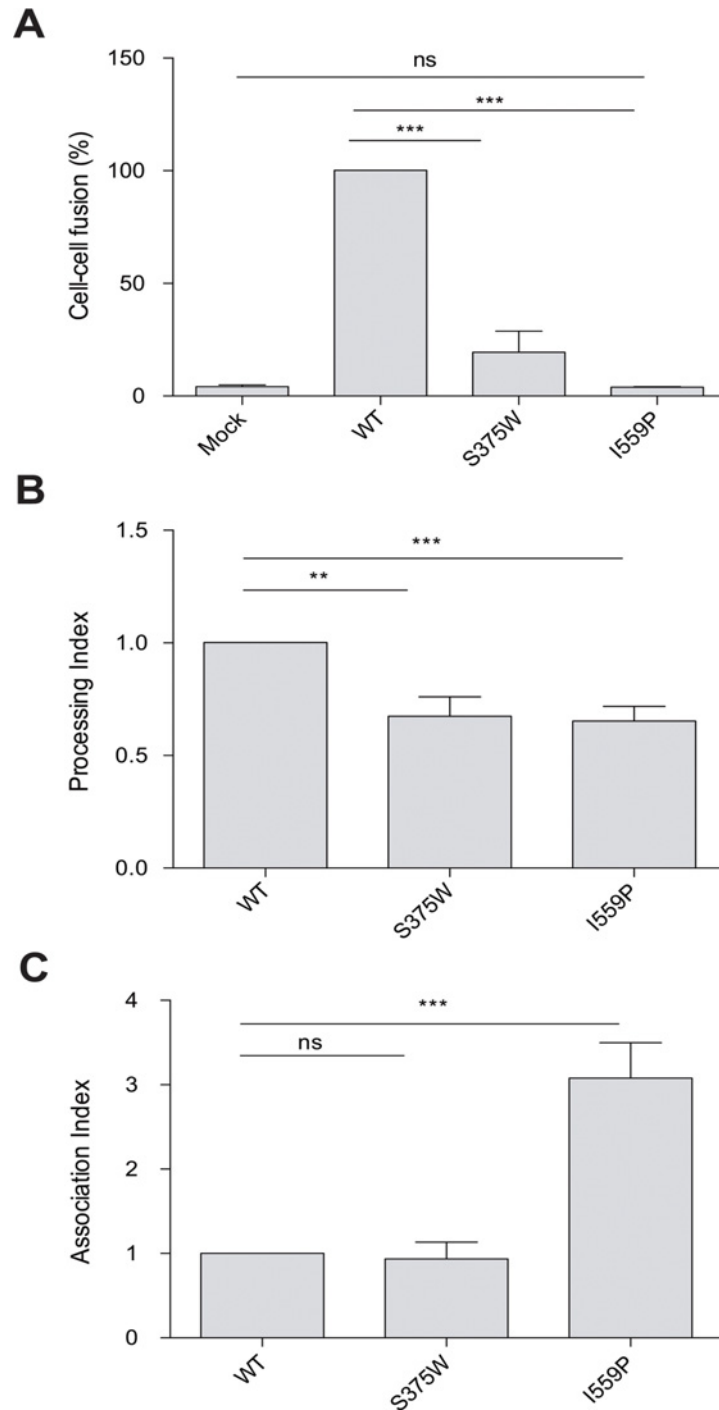 A
150
100
50
0
Cell-cell fusion (%)
ns
***
***
Mock
WT
S375W
I559P
B
1.5
1.0
0.5
0.0
Processing Index
***
**
WT
S375W
I559P
C
4
3
2
1
0
Association Index
***
ns
WT
S375W
I559P